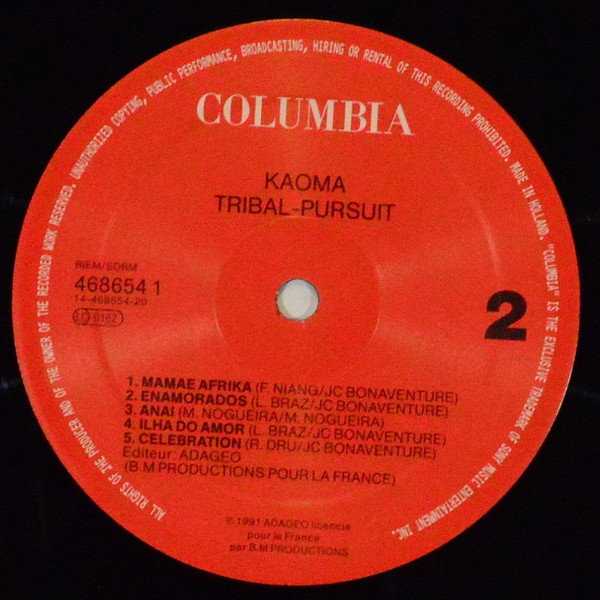 ALL RIGHTS OF THE PRODUCER AND OF THE OWNER OF THE RECORDED WORK RESERVED. UNAUTHORIZED COPYING, PUBLIC PERFORMANCE, BROADCASTING, HIRING OR RENTAL OF THIS RECORDING PROHIBITED. MADE IN HOLLAND. "COLUMBIA" IS THE EXCLUSIVE TRADEMARK OF SONY MUSIC ENTERTAINMENT INC.
COLUMBIA
KAOMA
TRIBAL-PURSUIT
BIEM/SDRM
468654 1
14-468654-20
LC 0162
2
1. MAMAE AFRIKA (F. NIANG/JC BONAVENTURE)
2. ENAMORADOS (L. BRAZ/JC BONAVENTURE)
3. ANAI (M. NOGUEIRA/M. NOGUEIRA)
4. ILHA DO AMOR (L. BRAZ/JC BONAVENTURE)
5. CELEBRATION (R. DRU/JC BONAVENTURE)
Editeur: ADAGEO
(B.M PRODUCTIONS POUR LA FRANCE)
℗ 1991 ADAGEO licencie
pour le France
par B.M PRODUCTIONS